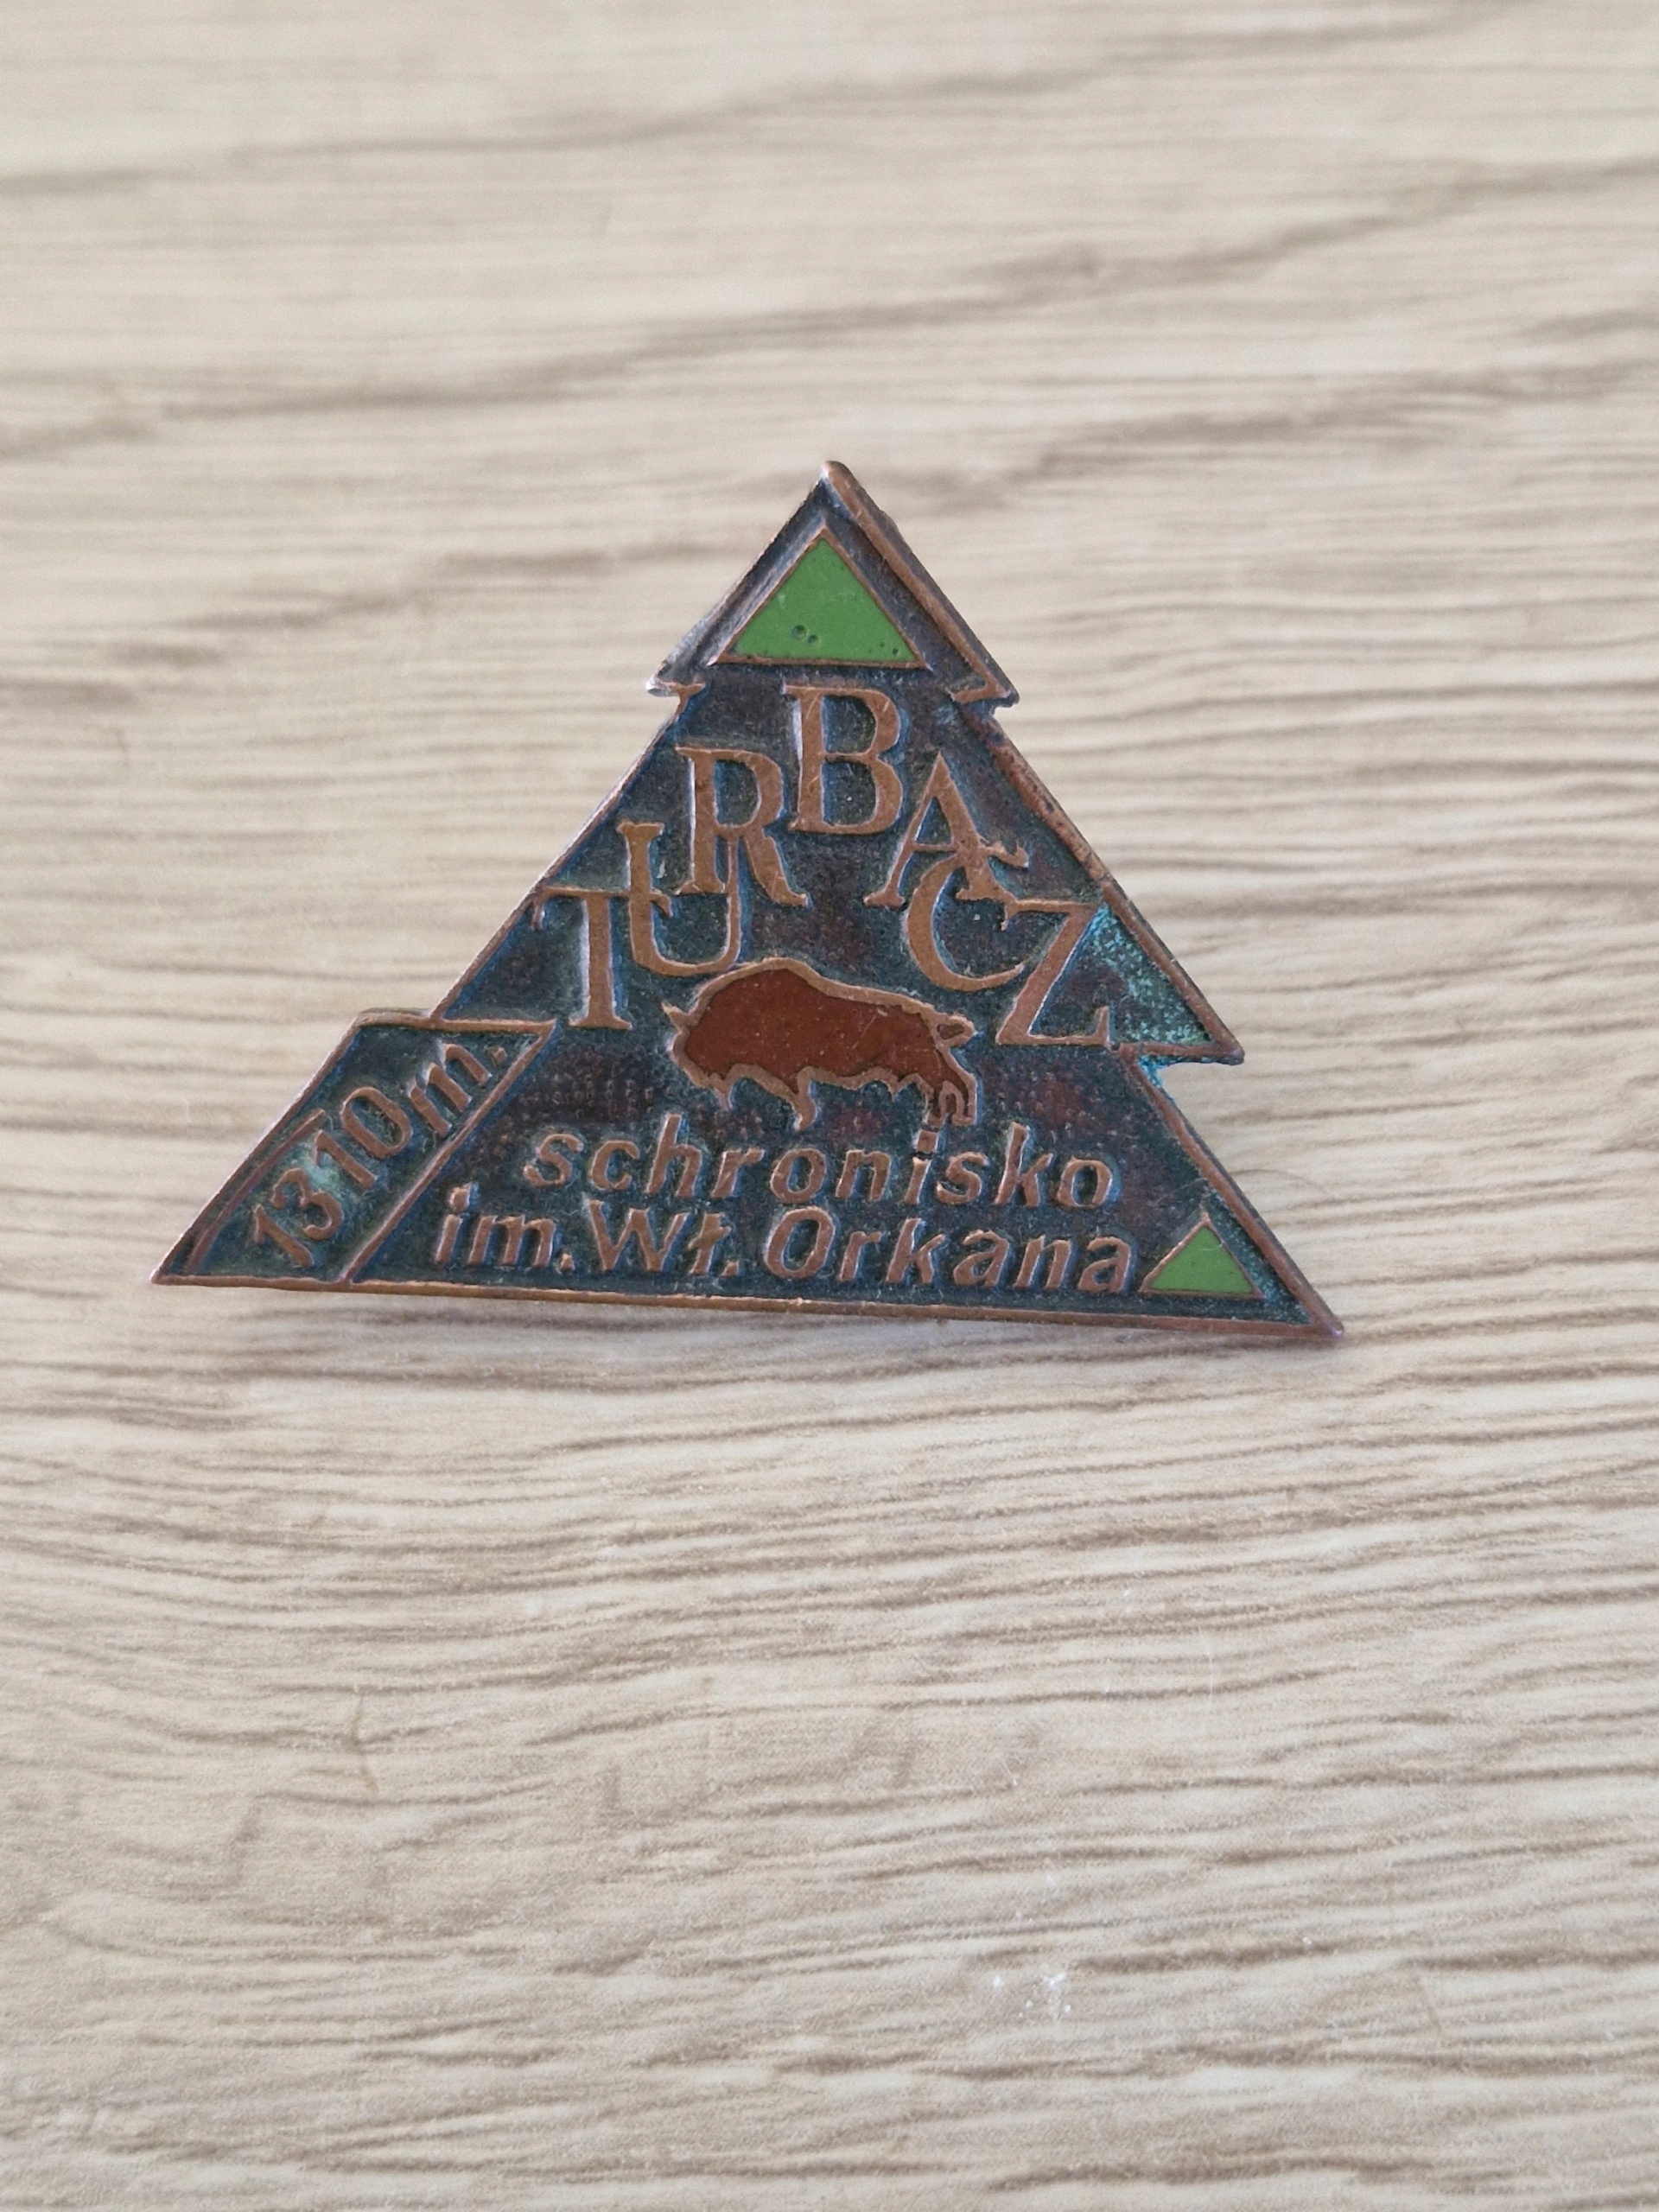 TURBACZ
1310m.
schronisko
im. Wł. Orkana